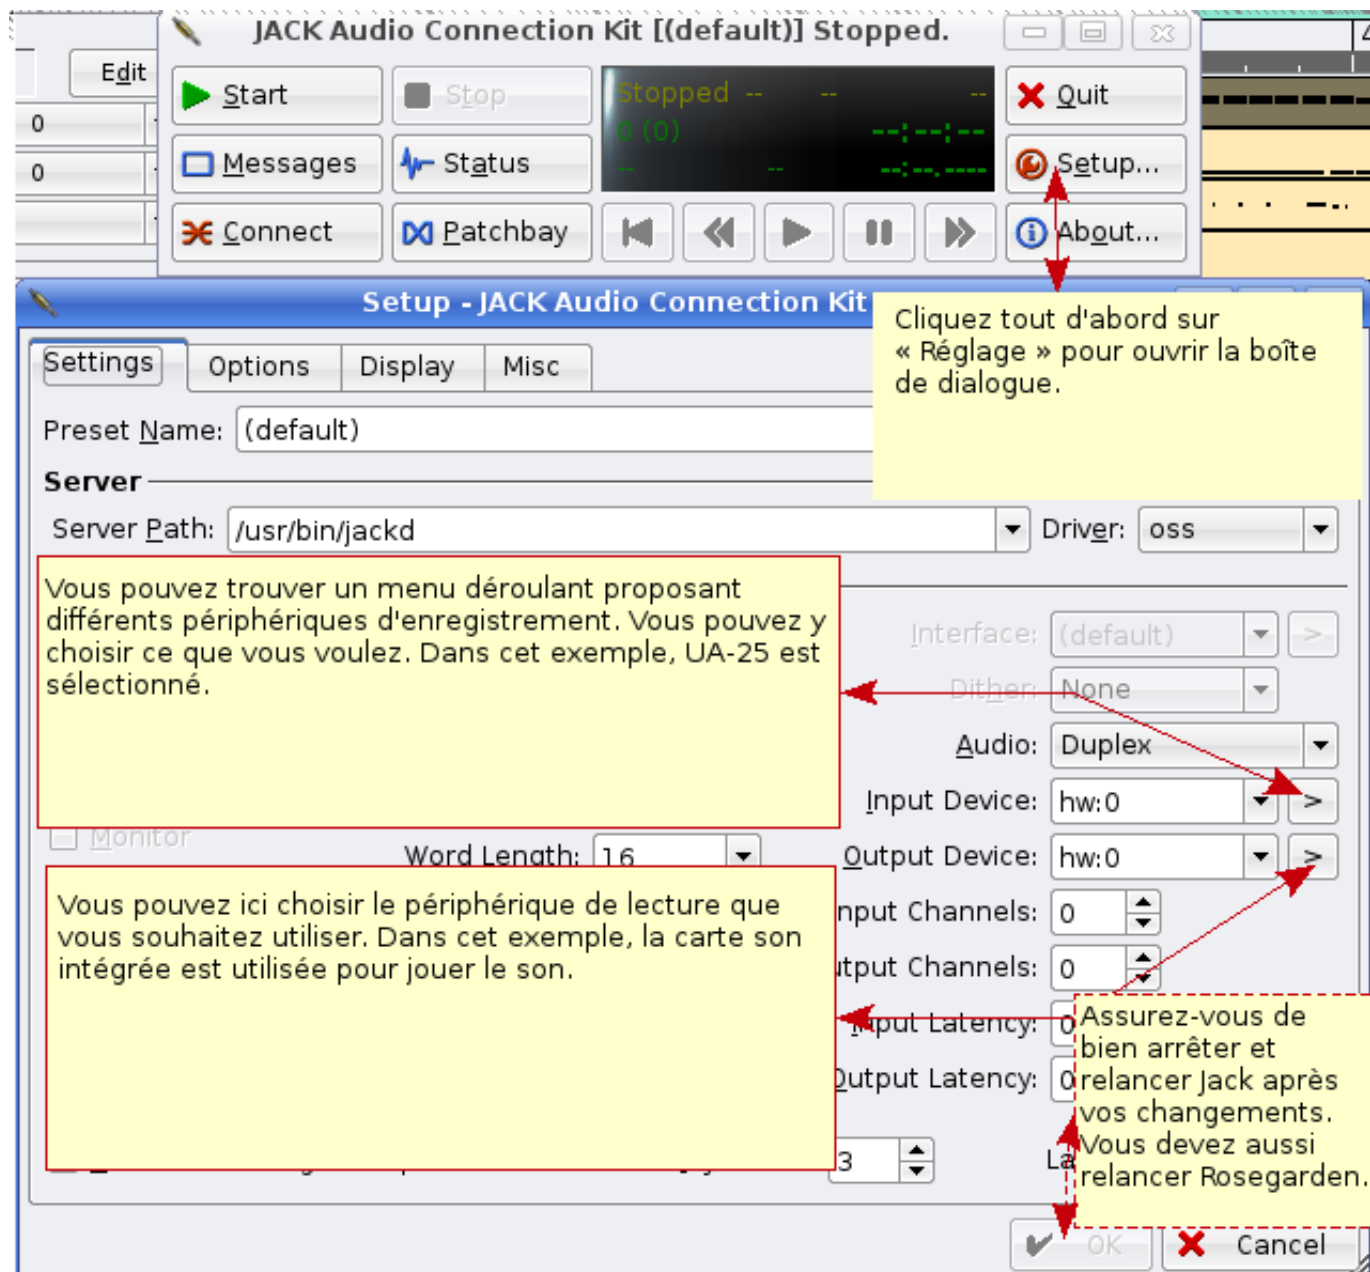 JACK Audio Connection Kit [(default)] Stopped.
Edit
Start
Stop
Stopped -- -- --
Quit
0
0 (0) --:--:--
Messages
Status
-- -- --:--.----
Setup...
0
Connect
Patchbay
About...
Setup - JACK Audio Connection Kit
Cliquez tout d'abord sur
« Réglage » pour ouvrir la boîte
de dialogue.
Settings
Options
Display
Misc
Preset Name: (default)
Server
Server Path: /usr/bin/jackd
Driver: oss
Vous pouvez trouver un menu déroulant proposant
différents périphériques d'enregistrement. Vous pouvez y
choisir ce que vous voulez. Dans cet exemple, UA-25 est
sélectionné.
Interface: (default) >
Dither: None
Audio: Duplex
Input Device: hw:0 >
Monitor
Word Length: 16
Output Device: hw:0 >
Vous pouvez ici choisir le périphérique de lecture que
vous souhaitez utiliser. Dans cet exemple, la carte son
intégrée est utilisée pour jouer le son.
nput Channels: 0
utput Channels: 0
Input Latency: 0
Output Latency: 0
Assurez-vous de
bien arrêter et
relancer Jack après
vos changements.
Vous devez aussi
relancer Rosegarden.
3
La
OK
Cancel